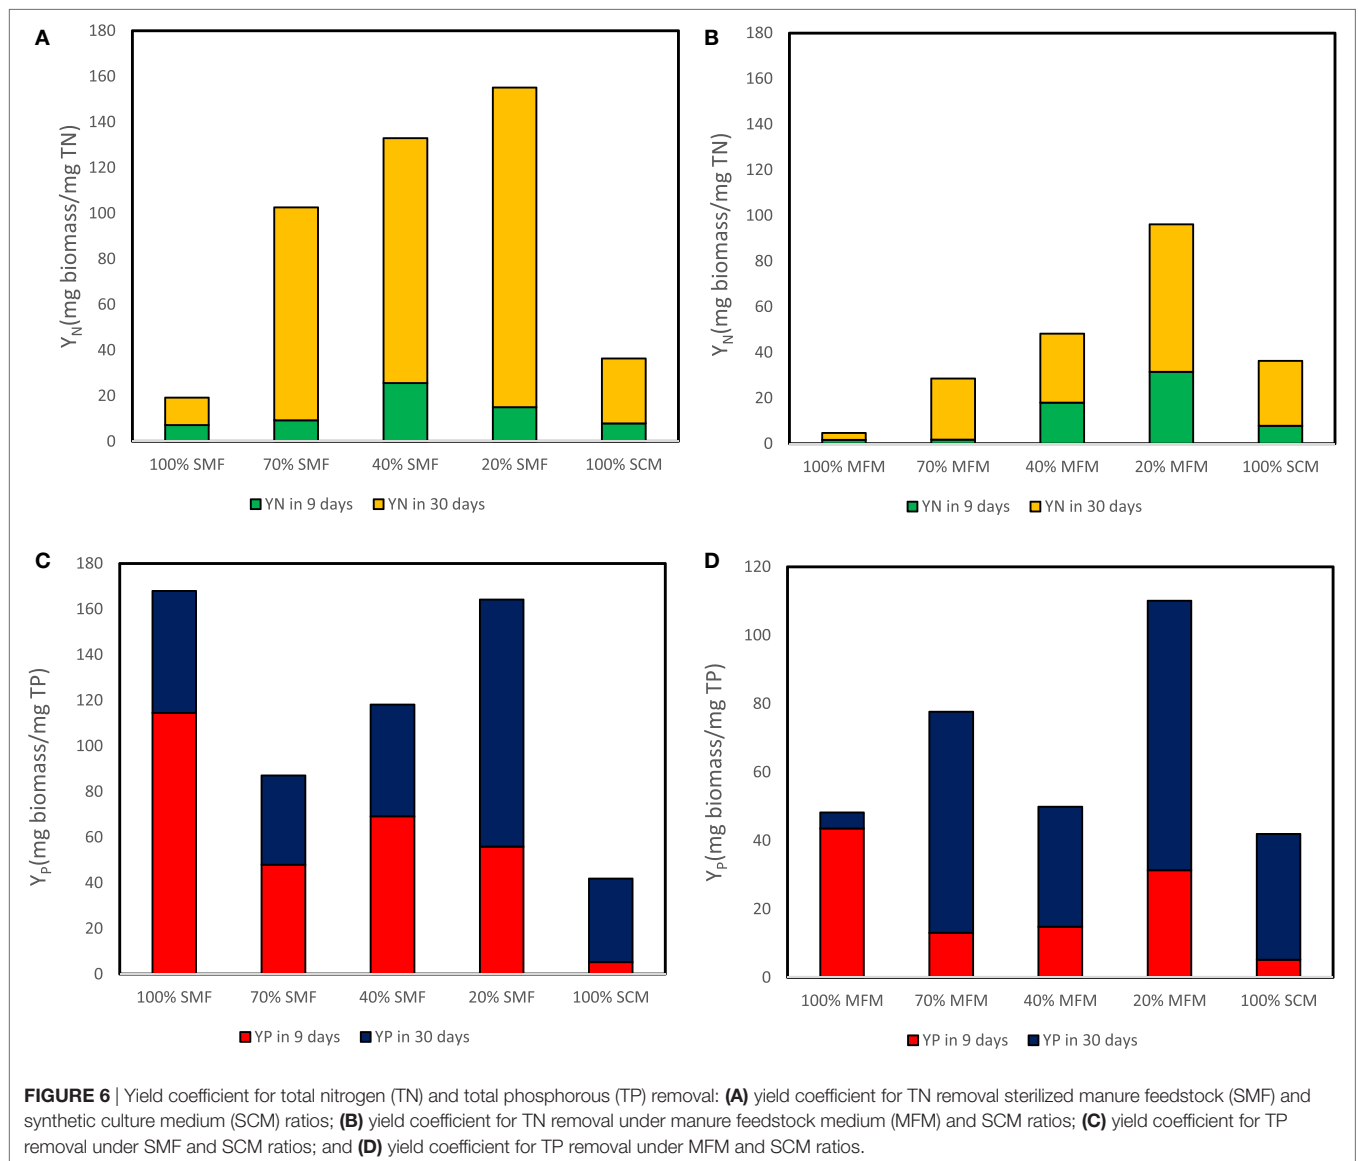 A
180
160
140
120
100
80
60
40
20
0
Y_N(mg biomass/mg TN)
100% SMF 70% SMF 40% SMF 20% SMF 100% SCM
YN in 9 days YN in 30 days
B
180
160
140
120
100
80
60
40
20
0
Y_N(mg biomass/mg TN)
100% MFM 70% MFM 40% MFM 20% MFM 100% SCM
YN in 9 days YN in 30 days
C
180
160
140
120
100
80
60
40
20
0
Y_P(mg biomass/mg TP)
100% SMF 70% SMF 40% SMF 20% SMF 100% SCM
YP in 9 days YP in 30 days
D
120
100
80
60
40
20
0
Y_P(mg biomass/mg TP)
100% MFM 70% MFM 40% MFM 20% MFM 100% SCM
YP in 9 days YP in 30 days
FIGURE 6 | Yield coefficient for total nitrogen (TN) and total phosphorous (TP) removal: (A) yield coefficient for TN removal sterilized manure feedstock (SMF) and
synthetic culture medium (SCM) ratios; (B) yield coefficient for TN removal under manure feedstock medium (MFM) and SCM ratios; (C) yield coefficient for TP
removal under SMF and SCM ratios; and (D) yield coefficient for TP removal under MFM and SCM ratios.